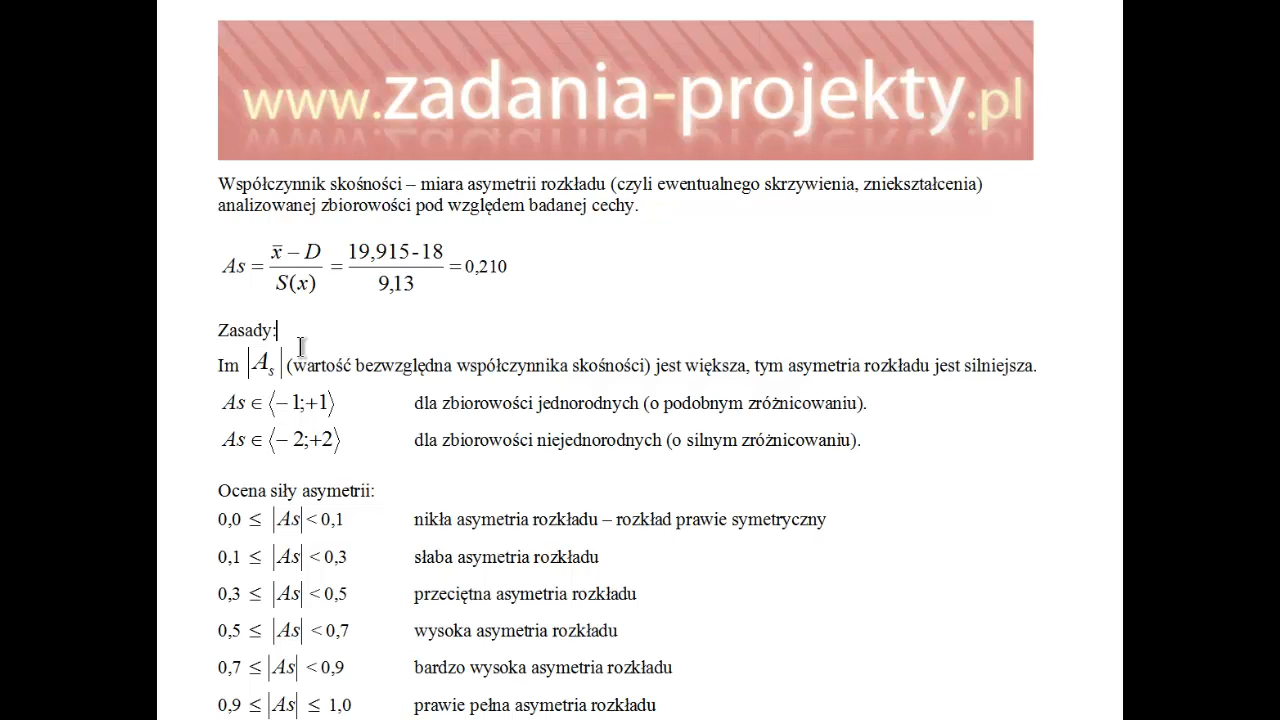 www.zadania-projekty.pl
Współczynnik skośności – miara asymetrii rozkładu (czyli ewentualnego skrzywienia, zniekształcenia)
analizowanej zbiorowości pod względem badanej cechy.
As = (x̄ – D) / S(x) = (19,915-18) / 9,13 = 0,210
Zasady:
Im |A_s| (wartość bezwzględna współczynnika skośności) jest większa, tym asymetria rozkładu jest silniejsza.
As ∈ ⟨– 1;+1⟩ dla zbiorowości jednorodnych (o podobnym zróżnicowaniu).
As ∈ ⟨– 2;+2⟩ dla zbiorowości niejednorodnych (o silnym zróżnicowaniu).
Ocena siły asymetrii:
0,0 ≤ |As| < 0,1 nikła asymetria rozkładu – rozkład prawie symetryczny
0,1 ≤ |As| < 0,3 słaba asymetria rozkładu
0,3 ≤ |As| < 0,5 przeciętna asymetria rozkładu
0,5 ≤ |As| < 0,7 wysoka asymetria rozkładu
0,7 ≤ |As| < 0,9 bardzo wysoka asymetria rozkładu
0,9 ≤ |As| ≤ 1,0 prawie pełna asymetria rozkładu